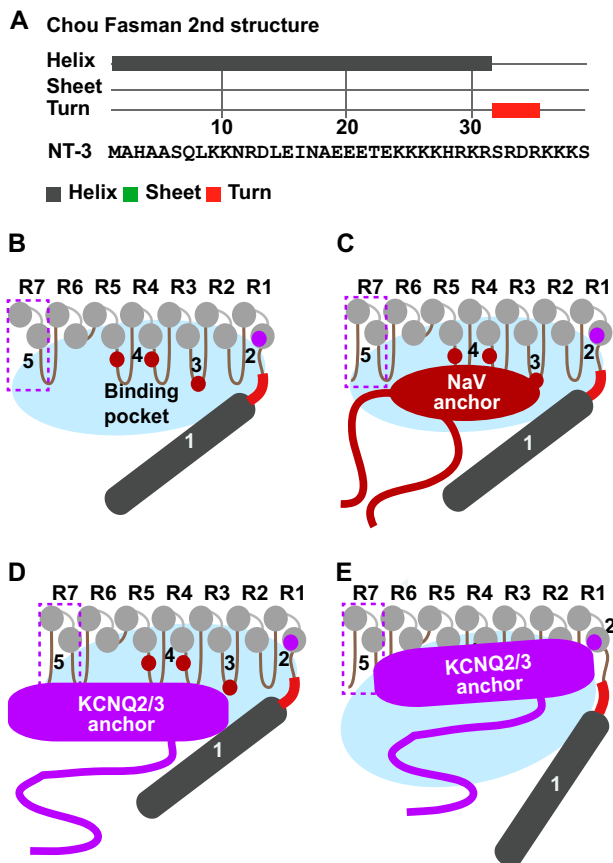 A Chou Fasman 2nd structure
Helix
Sheet
Turn
10 20 30
NT-3 MAHAASQLKKNRDLEINAEEETEKKKKHRKRSRDRKKKS
Helix Sheet Turn
B
R7 R6 R5 R4 R3 R2 R1
5 4 3 2
Binding
pocket
1
C
R7 R6 R5 R4 R3 R2 R1
5 4 3 2
NaV
anchor
1
D
R7 R6 R5 R4 R3 R2 R1
5 4 3 2
KCNQ2/3
anchor
1
E
R7 R6 R5 R4 R3 R2 R1
2
5
KCNQ2/3
anchor
1